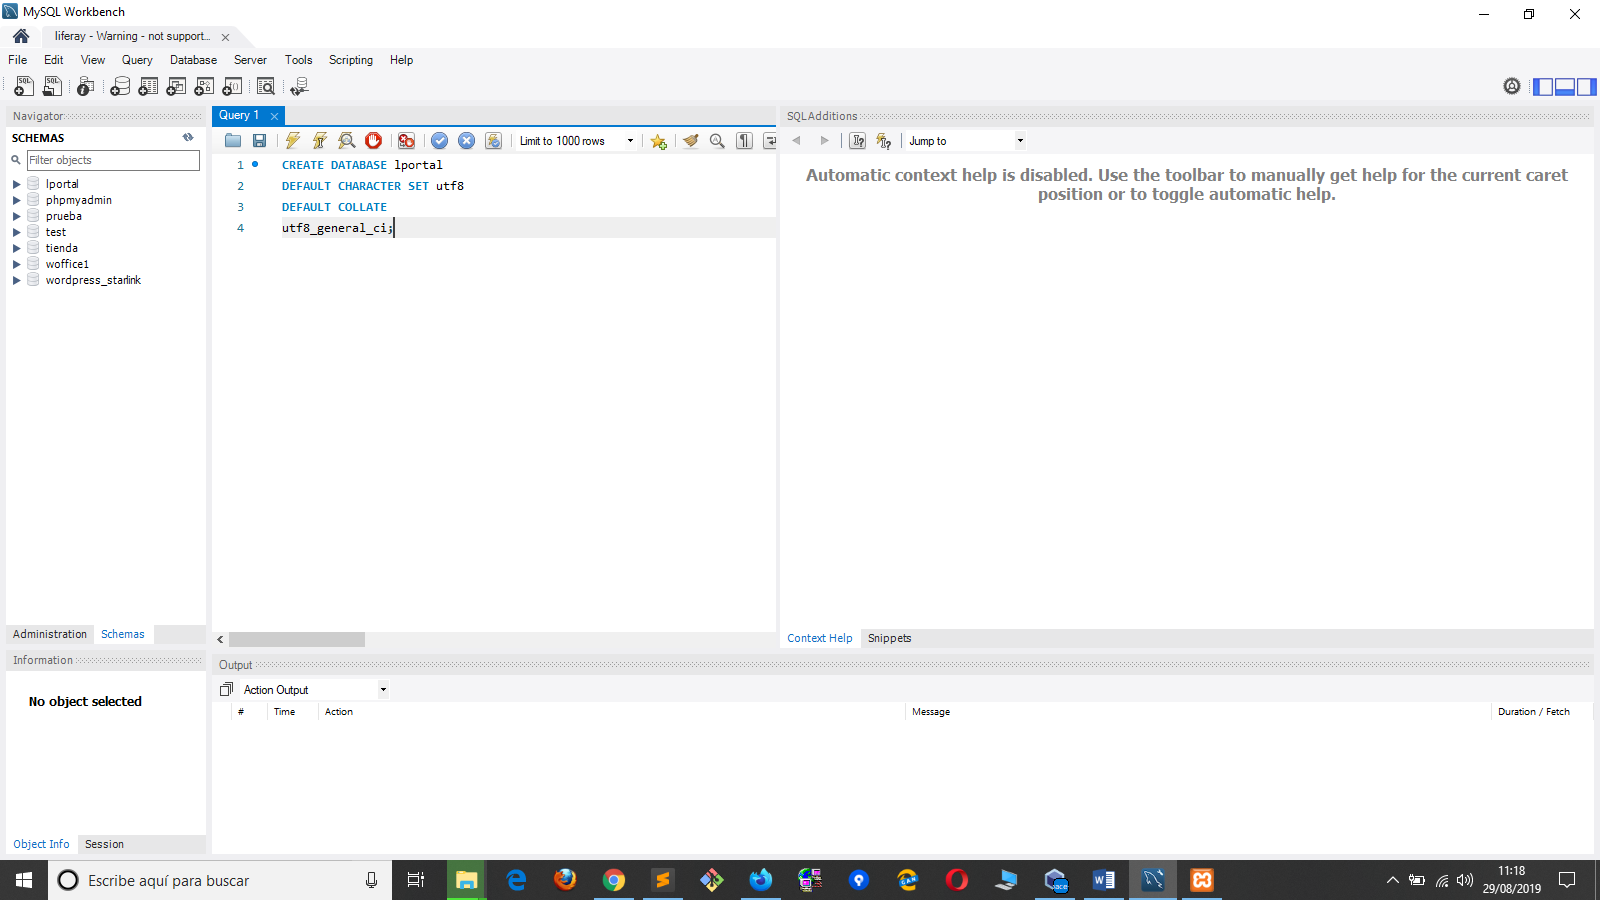 MySQL Workbench
liferay - Warning - not support...
File Edit View Query Database Server Tools Scripting Help
Navigator
SCHEMAS
Filter objects
lportal
phpmyadmin
prueba
test
tienda
woffice1
wordpress_starlink
Administration Schemas
Information
No object selected
Object Info Session
Query 1
Limit to 1000 rows
1 CREATE DATABASE lportal
2 DEFAULT CHARACTER SET utf8
3 DEFAULT COLLATE
4 utf8_general_ci;
SQLAdditions
Jump to
Automatic context help is disabled. Use the toolbar to manually get help for the current caret
position or to toggle automatic help.
Context Help Snippets
Output
Action Output
# Time Action Message Duration / Fetch
Escribe aquí para buscar
11:18
29/08/2019